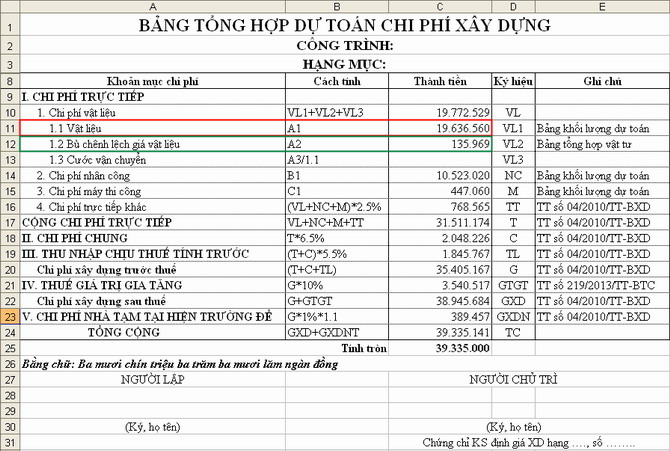 A B C D E
1 BẢNG TỔNG HỢP DỰ TOÁN CHI PHÍ XÂY DỰNG
2 CÔNG TRÌNH:
3 HẠNG MỤC:
8 Khoản mục chi phí Cách tính Thành tiền Ký hiệu Ghi chú
9 I. CHI PHÍ TRỰC TIẾP
10 1. Chi phí vật liệu VL1+VL2+VL3 19.772.529 VL
11 1.1 Vật liệu A1 19.636.560 VL1 Bảng khối lượng dự toán
12 1.2 Bù chênh lệch giá vật liệu A2 135.969 VL2 Bảng tổng hợp vật tư
13 1.3 Cước vận chuyển A3/1.1 VL3
14 2. Chi phí nhân công B1 10.523.020 NC Bảng khối lượng dự toán
15 3. Chi phí máy thi công C1 447.060 M Bảng khối lượng dự toán
16 4. Chi phí trực tiếp khác (VL+NC+M)*2.5% 768.565 TT TT số 04/2010/TT-BXD
17 CỘNG CHI PHÍ TRỰC TIẾP VL+NC+M+TT 31.511.174 T TT số 04/2010/TT-BXD
18 II. CHI PHÍ CHUNG T*6.5% 2.048.226 C TT số 04/2010/TT-BXD
19 III. THU NHẬP CHỊU THUẾ TÍNH TRƯỚC (T+C)*5.5% 1.845.767 TL TT số 04/2010/TT-BXD
20 Chi phí xây dựng trước thuế (T+C+TL) 35.405.167 G TT số 04/2010/TT-BXD
21 IV. THUẾ GIÁ TRỊ GIA TĂNG G*10% 3.540.517 GTGT TT số 219/2013/TT-BTC
22 Chi phí xây dựng sau thuế G+GTGT 38.945.684 GXD TT số 04/2010/TT-BXD
23 V. CHI PHÍ NHÀ TẠM TẠI HIỆN TRƯỜNG ĐỂ G*1%*1.1 389.457 GXDN TT số 04/2010/TT-BXD
24 TỔNG CỘNG GXD+GXDNT 39.335.141 TC
25 Tính tròn 39.335.000
26 Bằng chữ: Ba mươi chín triệu ba trăm ba mươi lăm ngàn đồng
27 NGƯỜI LẬP NGƯỜI CHỦ TRÌ
28
29
30 (Ký, họ tên) (Ký, họ tên)
31 Chứng chỉ KS định giá XD hạng ...., số ........